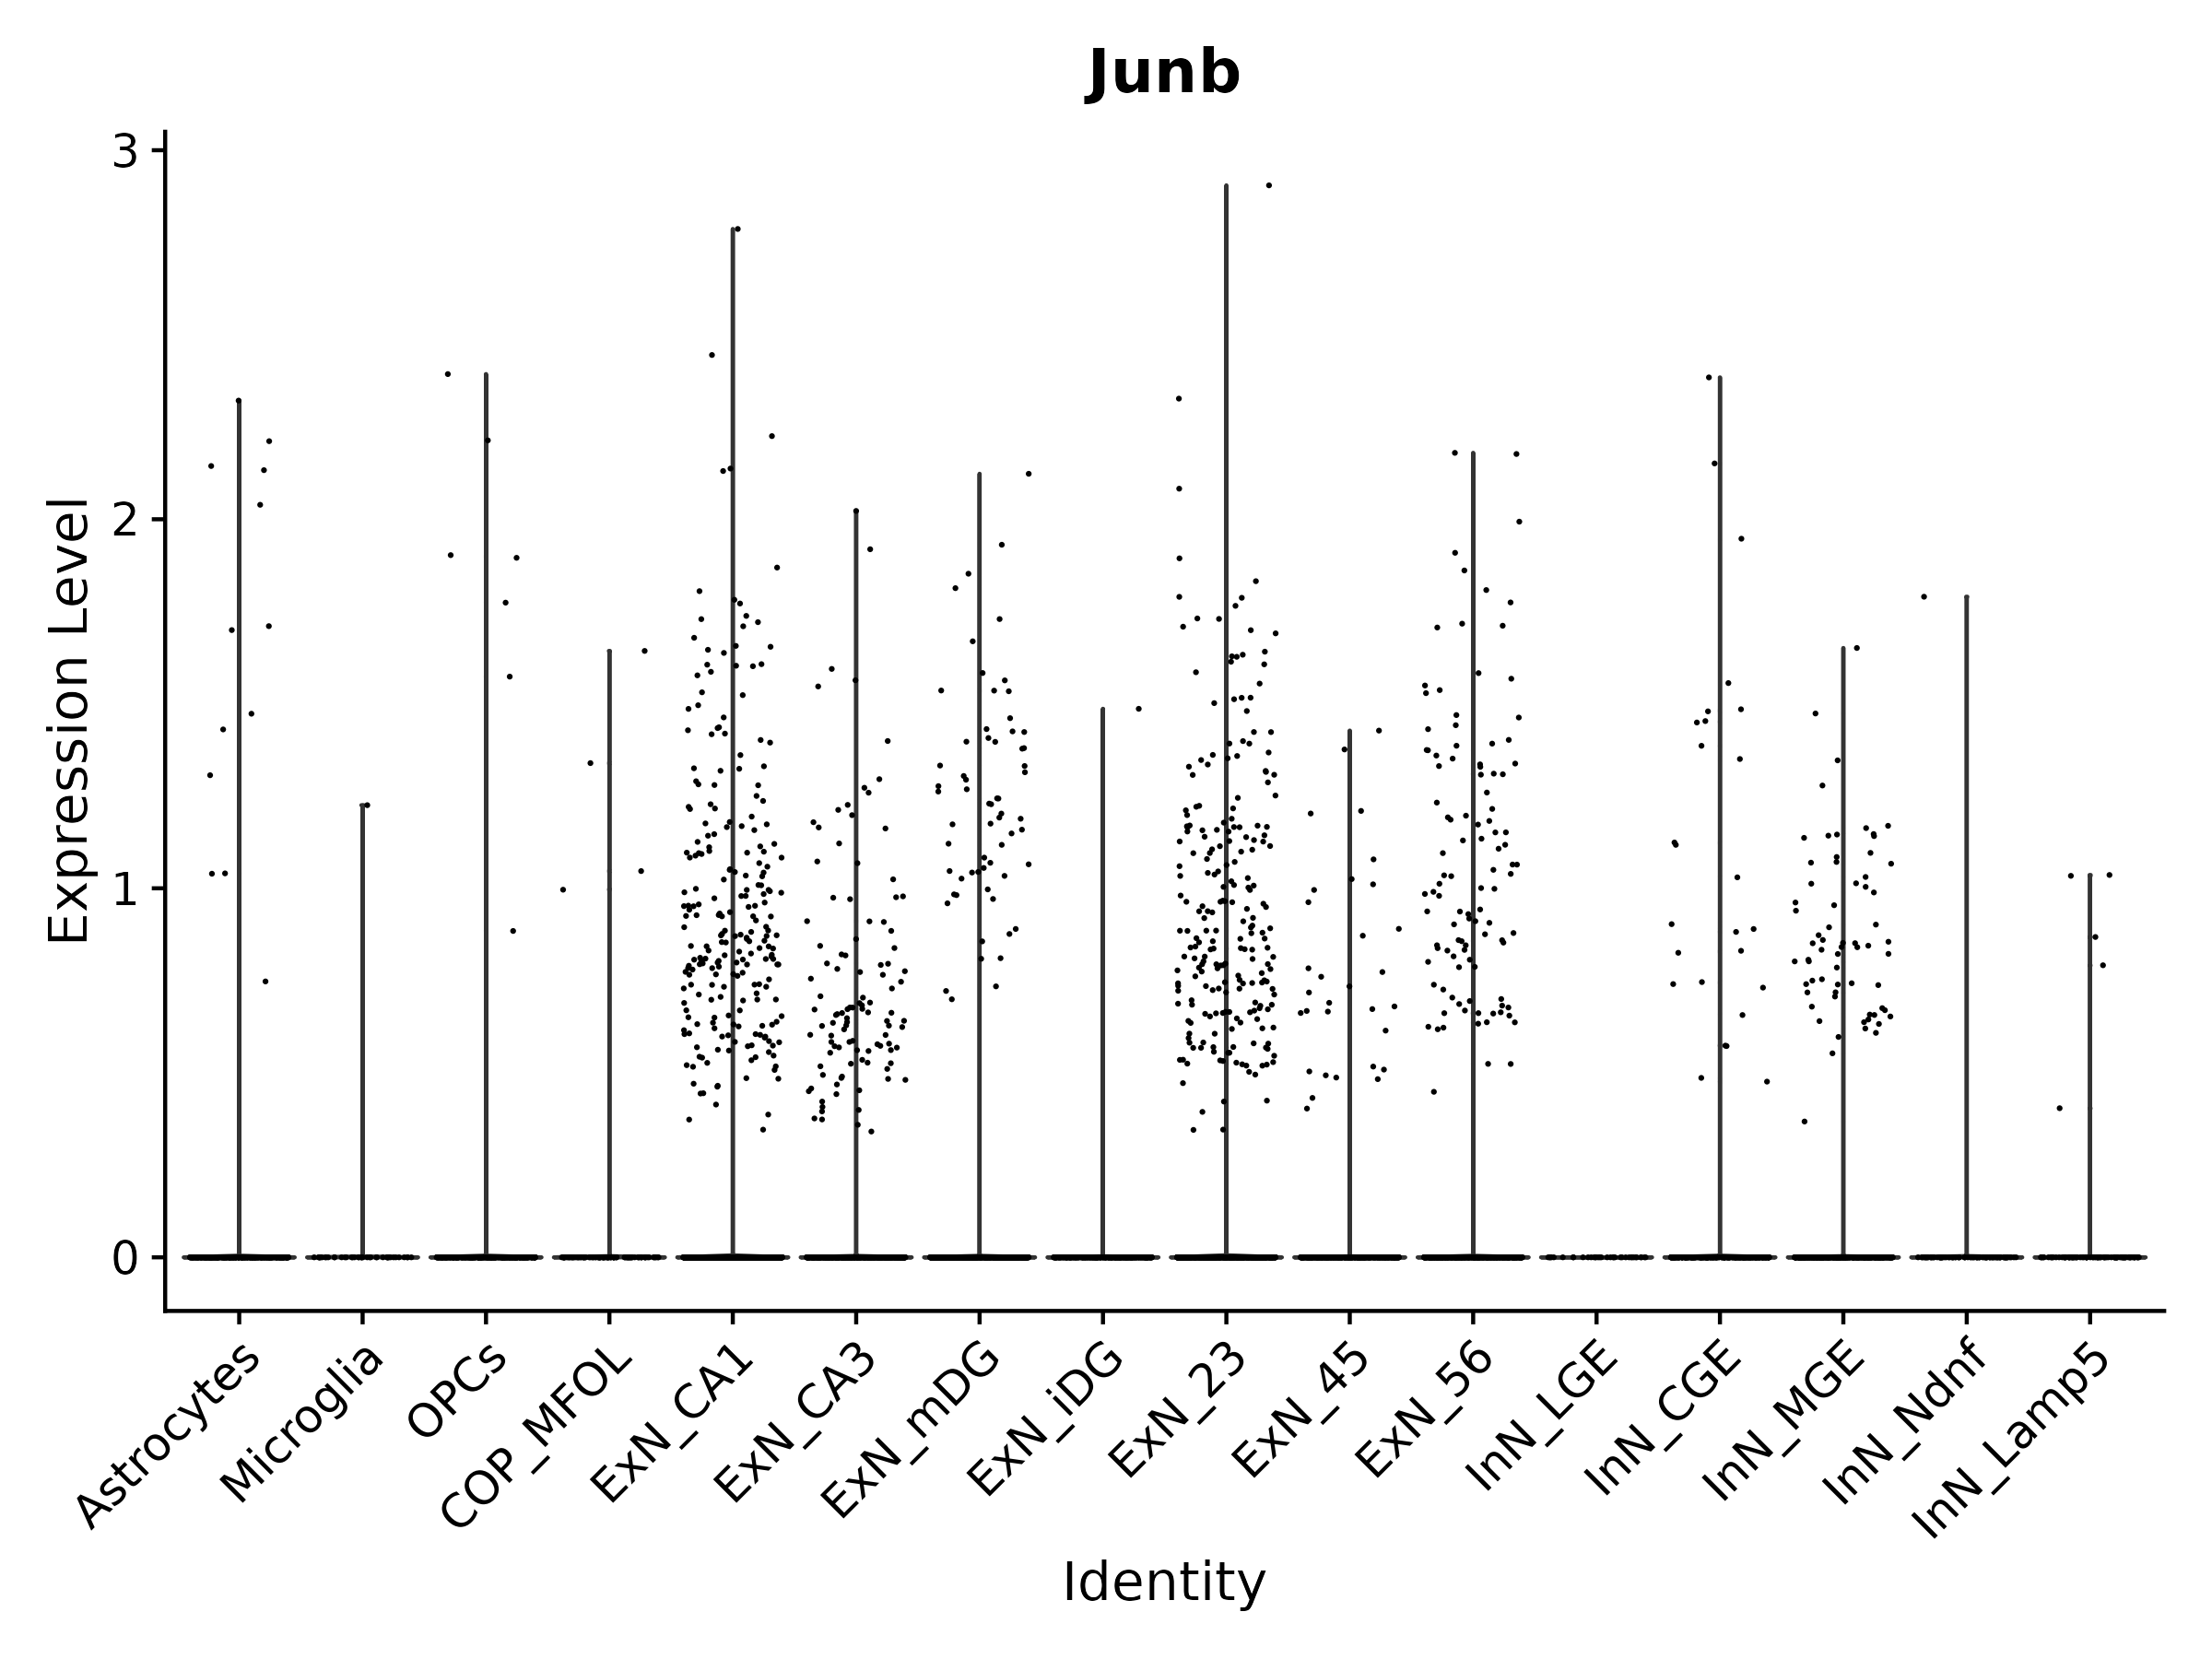 Junb
Expression Level
3
2
1
0
Astrocytes
Microglia
OPCs
COP_MFOL
ExN_CA1
ExN_CA3
ExN_mDG
ExN_iDG
ExN_23
ExN_45
ExN_56
InN_LGE
InN_CGE
InN_MGE
InN_Ndnf
InN_Lamp5
Identity